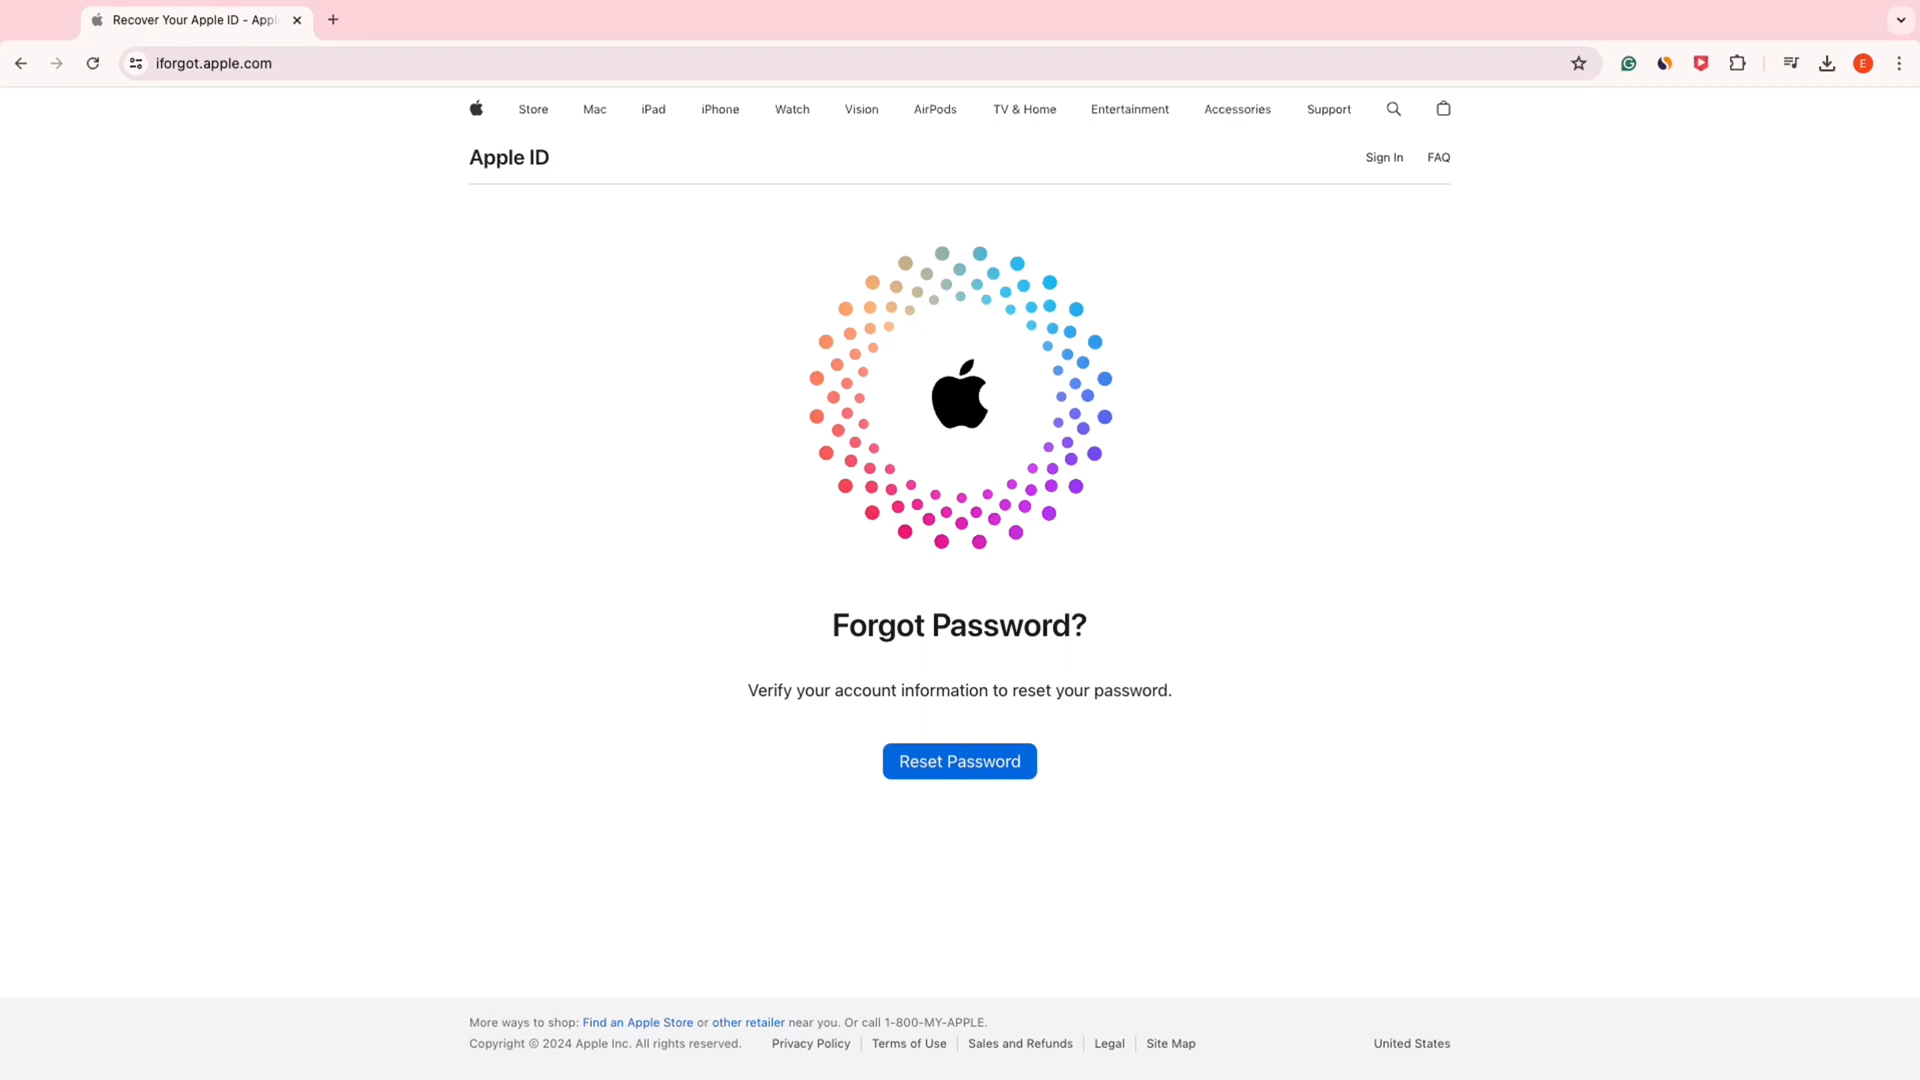 Recover Your Apple ID - Appl
iforgot.apple.com
E
Store Mac iPad iPhone Watch Vision AirPods TV & Home Entertainment Accessories Support
Apple ID
Sign In FAQ
Forgot Password?
Verify your account information to reset your password.
Reset Password
More ways to shop: Find an Apple Store or other retailer near you. Or call 1-800-MY-APPLE.
Copyright © 2024 Apple Inc. All rights reserved. Privacy Policy Terms of Use Sales and Refunds Legal Site Map United States